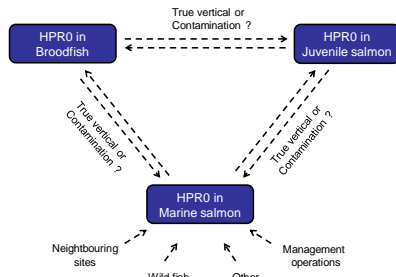 True vertical or
Contamination ?
HPR0 in
Broodfish
HPR0 in
Juvenile salmon
True vertical or
Contamination ?
True vertical or
Contamination ?
HPR0 in
Marine salmon
Neighbouring
sites
Wild fish
Other
Management
operations